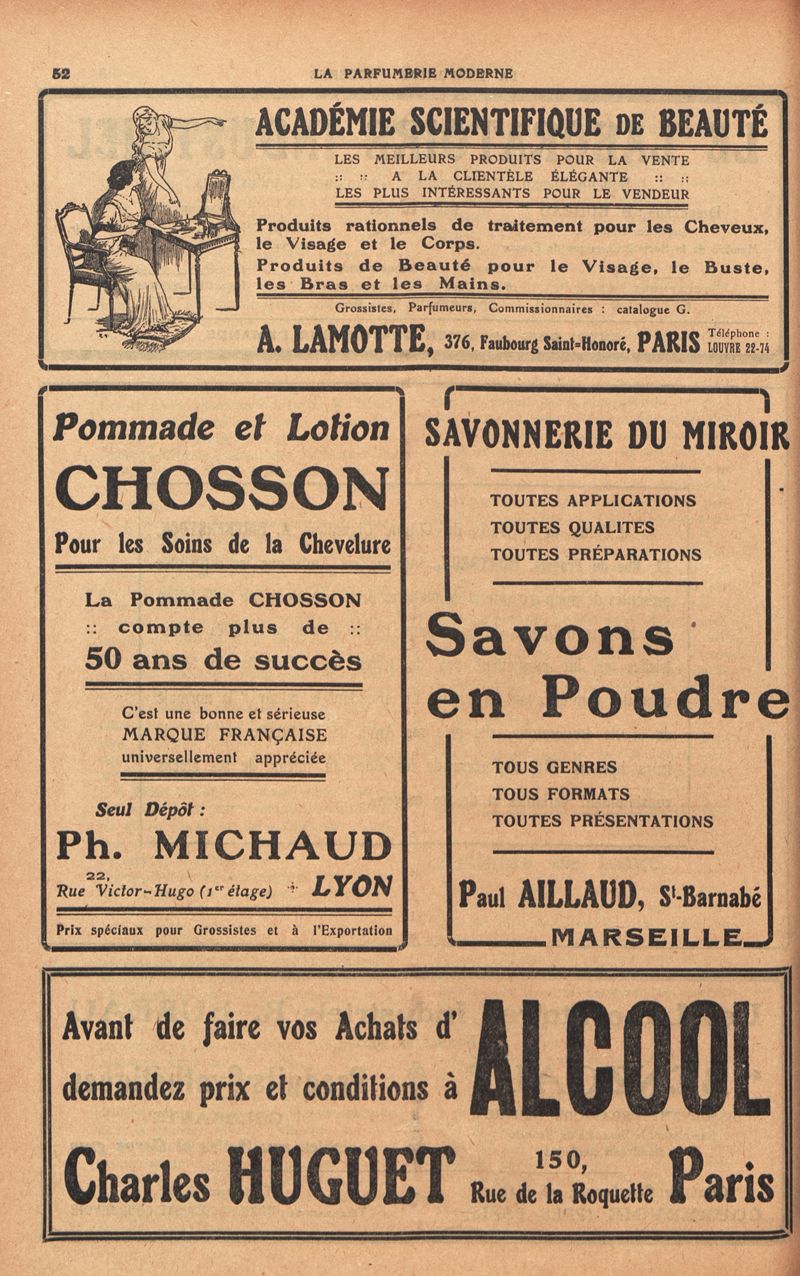 52
LA PARFUMERIE MODERNE
ACADÉMIE SCIENTIFIQUE DE BEAUTÉ
LES MEILLEURS PRODUITS POUR LA VENTE
:: :: A LA CLIENTÈLE ÉLÉGANTE :: ::
LES PLUS INTÉRESSANTS POUR LE VENDEUR
Produits rationnels de traitement pour les Cheveux,
le Visage et le Corps.
Produits de Beauté pour le Visage, le Buste,
les Bras et les Mains.
Grossistes, Parfumeurs, Commissionnaires : catalogue G.
A. LAMOTTE, 376, Faubourg Saint-Honoré, PARIS Téléphone :
LOUVRE 22-74
Pommade et Lotion
CHOSSON
Pour les Soins de la Chevelure
La Pommade CHOSSON
:: compte plus de ::
50 ans de succès
C'est une bonne et sérieuse
MARQUE FRANÇAISE
universellement appréciée
Seul Dépôt :
Ph. MICHAUD
22,
Rue Victor-Hugo (1er étage) LYON
Prix spéciaux pour Grossistes et à l'Exportation
SAVONNERIE DU MIROIR
TOUTES APPLICATIONS
TOUTES QUALITES
TOUTES PRÉPARATIONS
Savons
en Poudre
TOUS GENRES
TOUS FORMATS
TOUTES PRÉSENTATIONS
Paul AILLAUD, St-Barnabé
MARSEILLE
Avant de faire vos Achats d'
demandez prix et conditions à
ALCOOL
Charles HUGUET 150,
Rue de la Roquette Paris